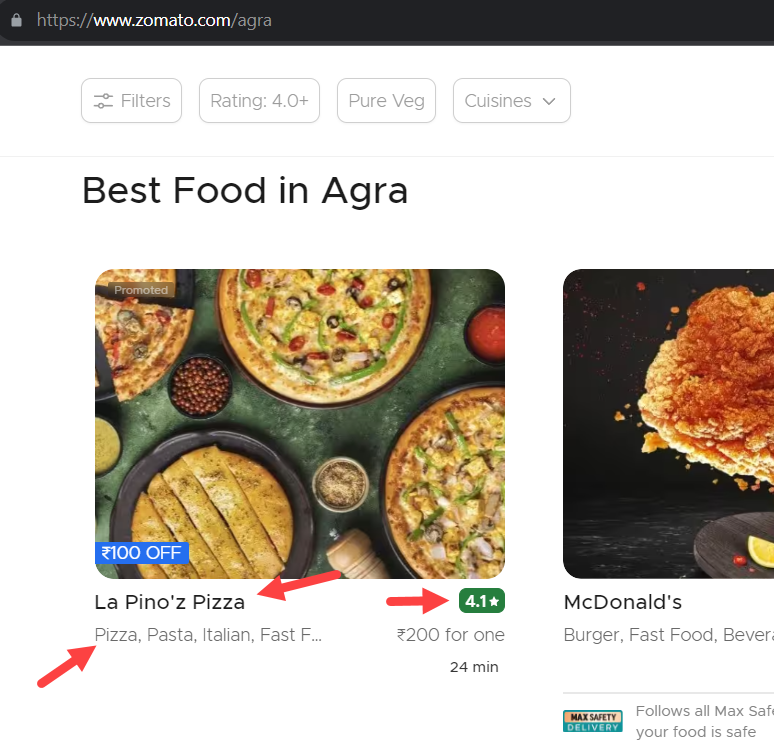 https://www.zomato.com/agra
Filters
Rating: 4.0+
Pure Veg
Cuisines
Best Food in Agra
Promoted
₹100 OFF
La Pino'z Pizza
4.1★
Pizza, Pasta, Italian, Fast F...
₹200 for one
24 min
McDonald's
Burger, Fast Food, Bevera
MAX SAFETY
DELIVERY
Follows all Max Safe
your food is safe